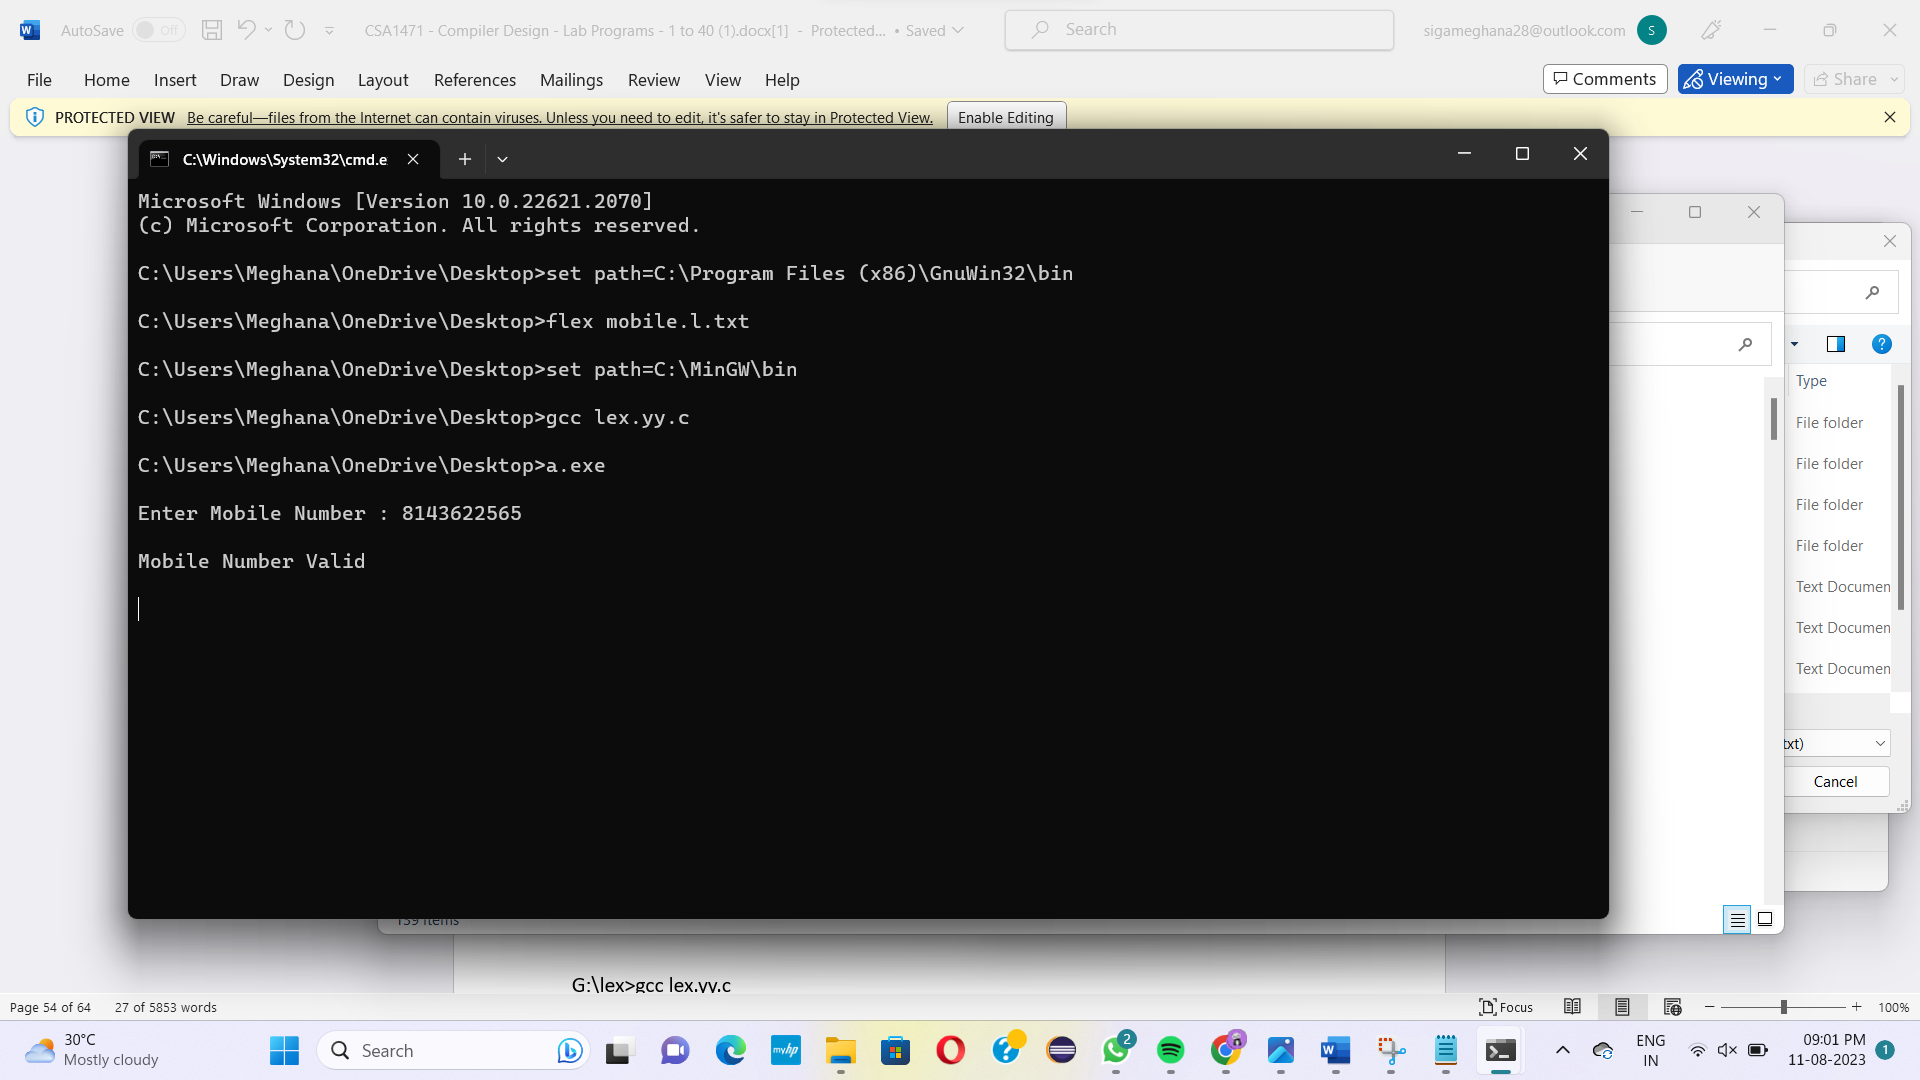 AutoSave Off CSA1471 - Compiler Design - Lab Programs - 1 to 40 (1).docx[1] - Protected... • Saved Search sigameghana28@outlook.com S
File Home Insert Draw Design Layout References Mailings Review View Help Comments Viewing Share
PROTECTED VIEW Be careful—files from the Internet can contain viruses. Unless you need to edit, it's safer to stay in Protected View. Enable Editing
C:\Windows\System32\cmd.e
Microsoft Windows [Version 10.0.22621.2070]
(c) Microsoft Corporation. All rights reserved.
C:\Users\Meghana\OneDrive\Desktop>set path=C:\Program Files (x86)\GnuWin32\bin
C:\Users\Meghana\OneDrive\Desktop>flex mobile.l.txt
C:\Users\Meghana\OneDrive\Desktop>set path=C:\MinGW\bin
C:\Users\Meghana\OneDrive\Desktop>gcc lex.yy.c
C:\Users\Meghana\OneDrive\Desktop>a.exe
Enter Mobile Number : 8143622565
Mobile Number Valid
Type
File folder
File folder
File folder
File folder
Text Documen
Text Documen
Text Documen
txt)
Cancel
139 items
G:\lex>gcc lex.yy.c
Page 54 of 64 27 of 5853 words Focus 100%
30°C
Mostly cloudy
Search
myhp
2
ENG
IN
09:01 PM
11-08-2023
1